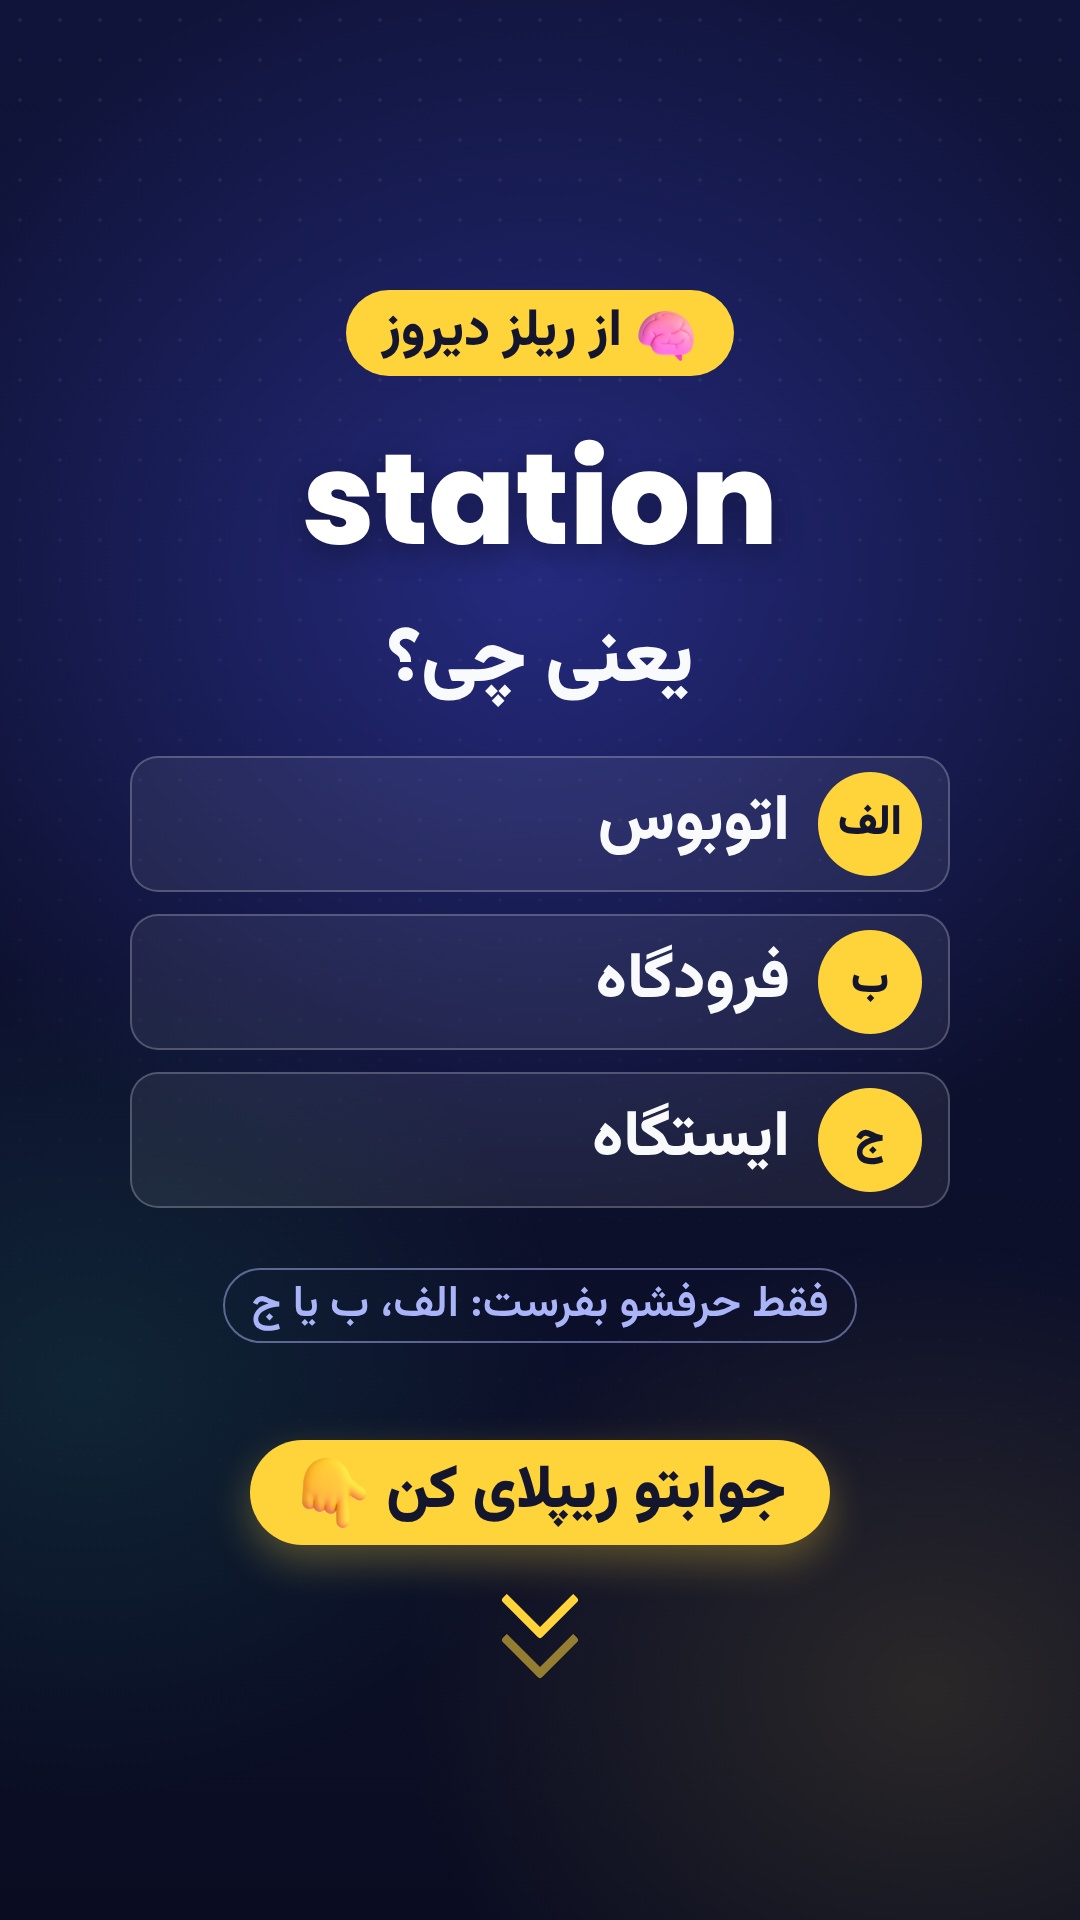 🧠 از ریلز دیروز
station
یعنی چی؟
الف اتوبوس
ب فرودگاه
ج ایستگاه
فقط حرفشو بفرست: الف، ب یا ج
جوابتو ریپلای کن 👇